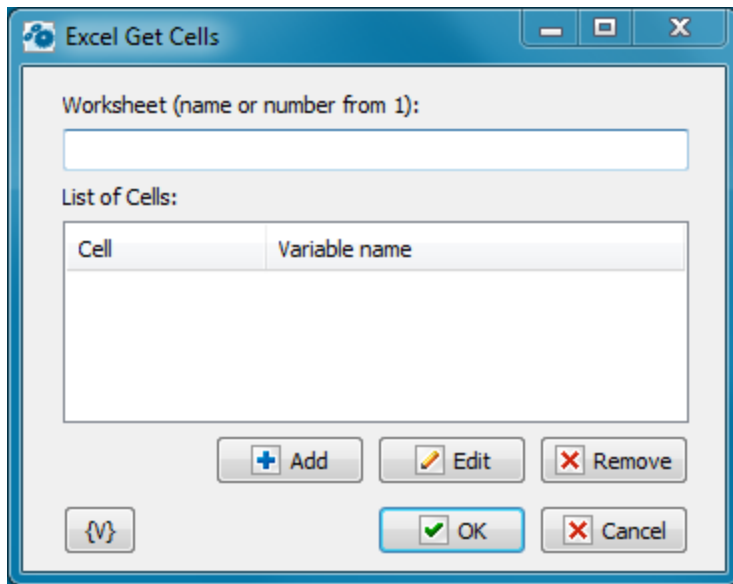 Excel Get Cells
Worksheet (name or number from 1):
List of Cells:
Cell Variable name
Add Edit Remove
{V} OK Cancel